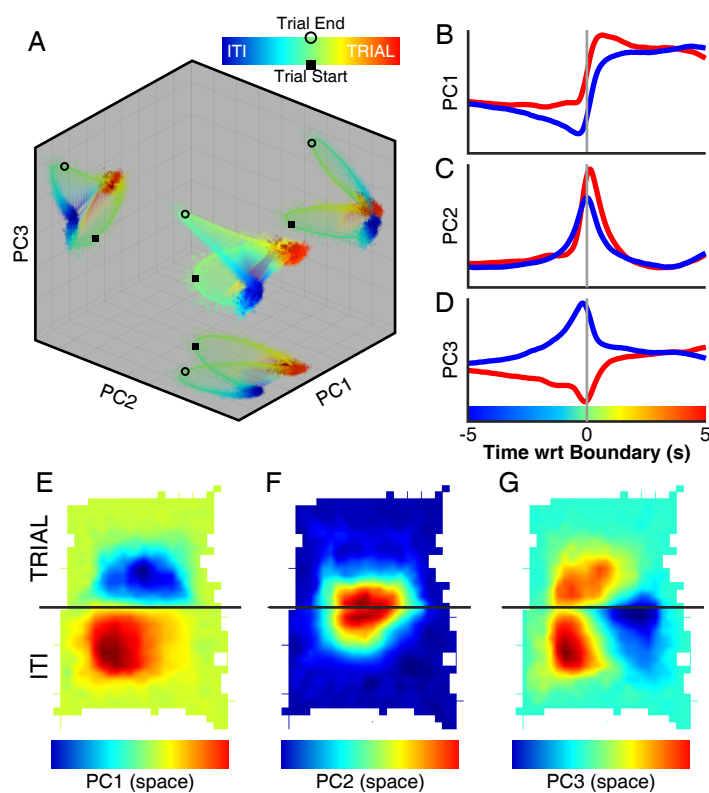 A
Trial End
ITI
TRIAL
Trial Start
PC3
PC2
PC1
B
PC1
C
PC2
D
PC3
-5
0
5
Time wrt Boundary (s)
E
F
G
TRIAL
ITI
PC1 (space)
PC2 (space)
PC3 (space)